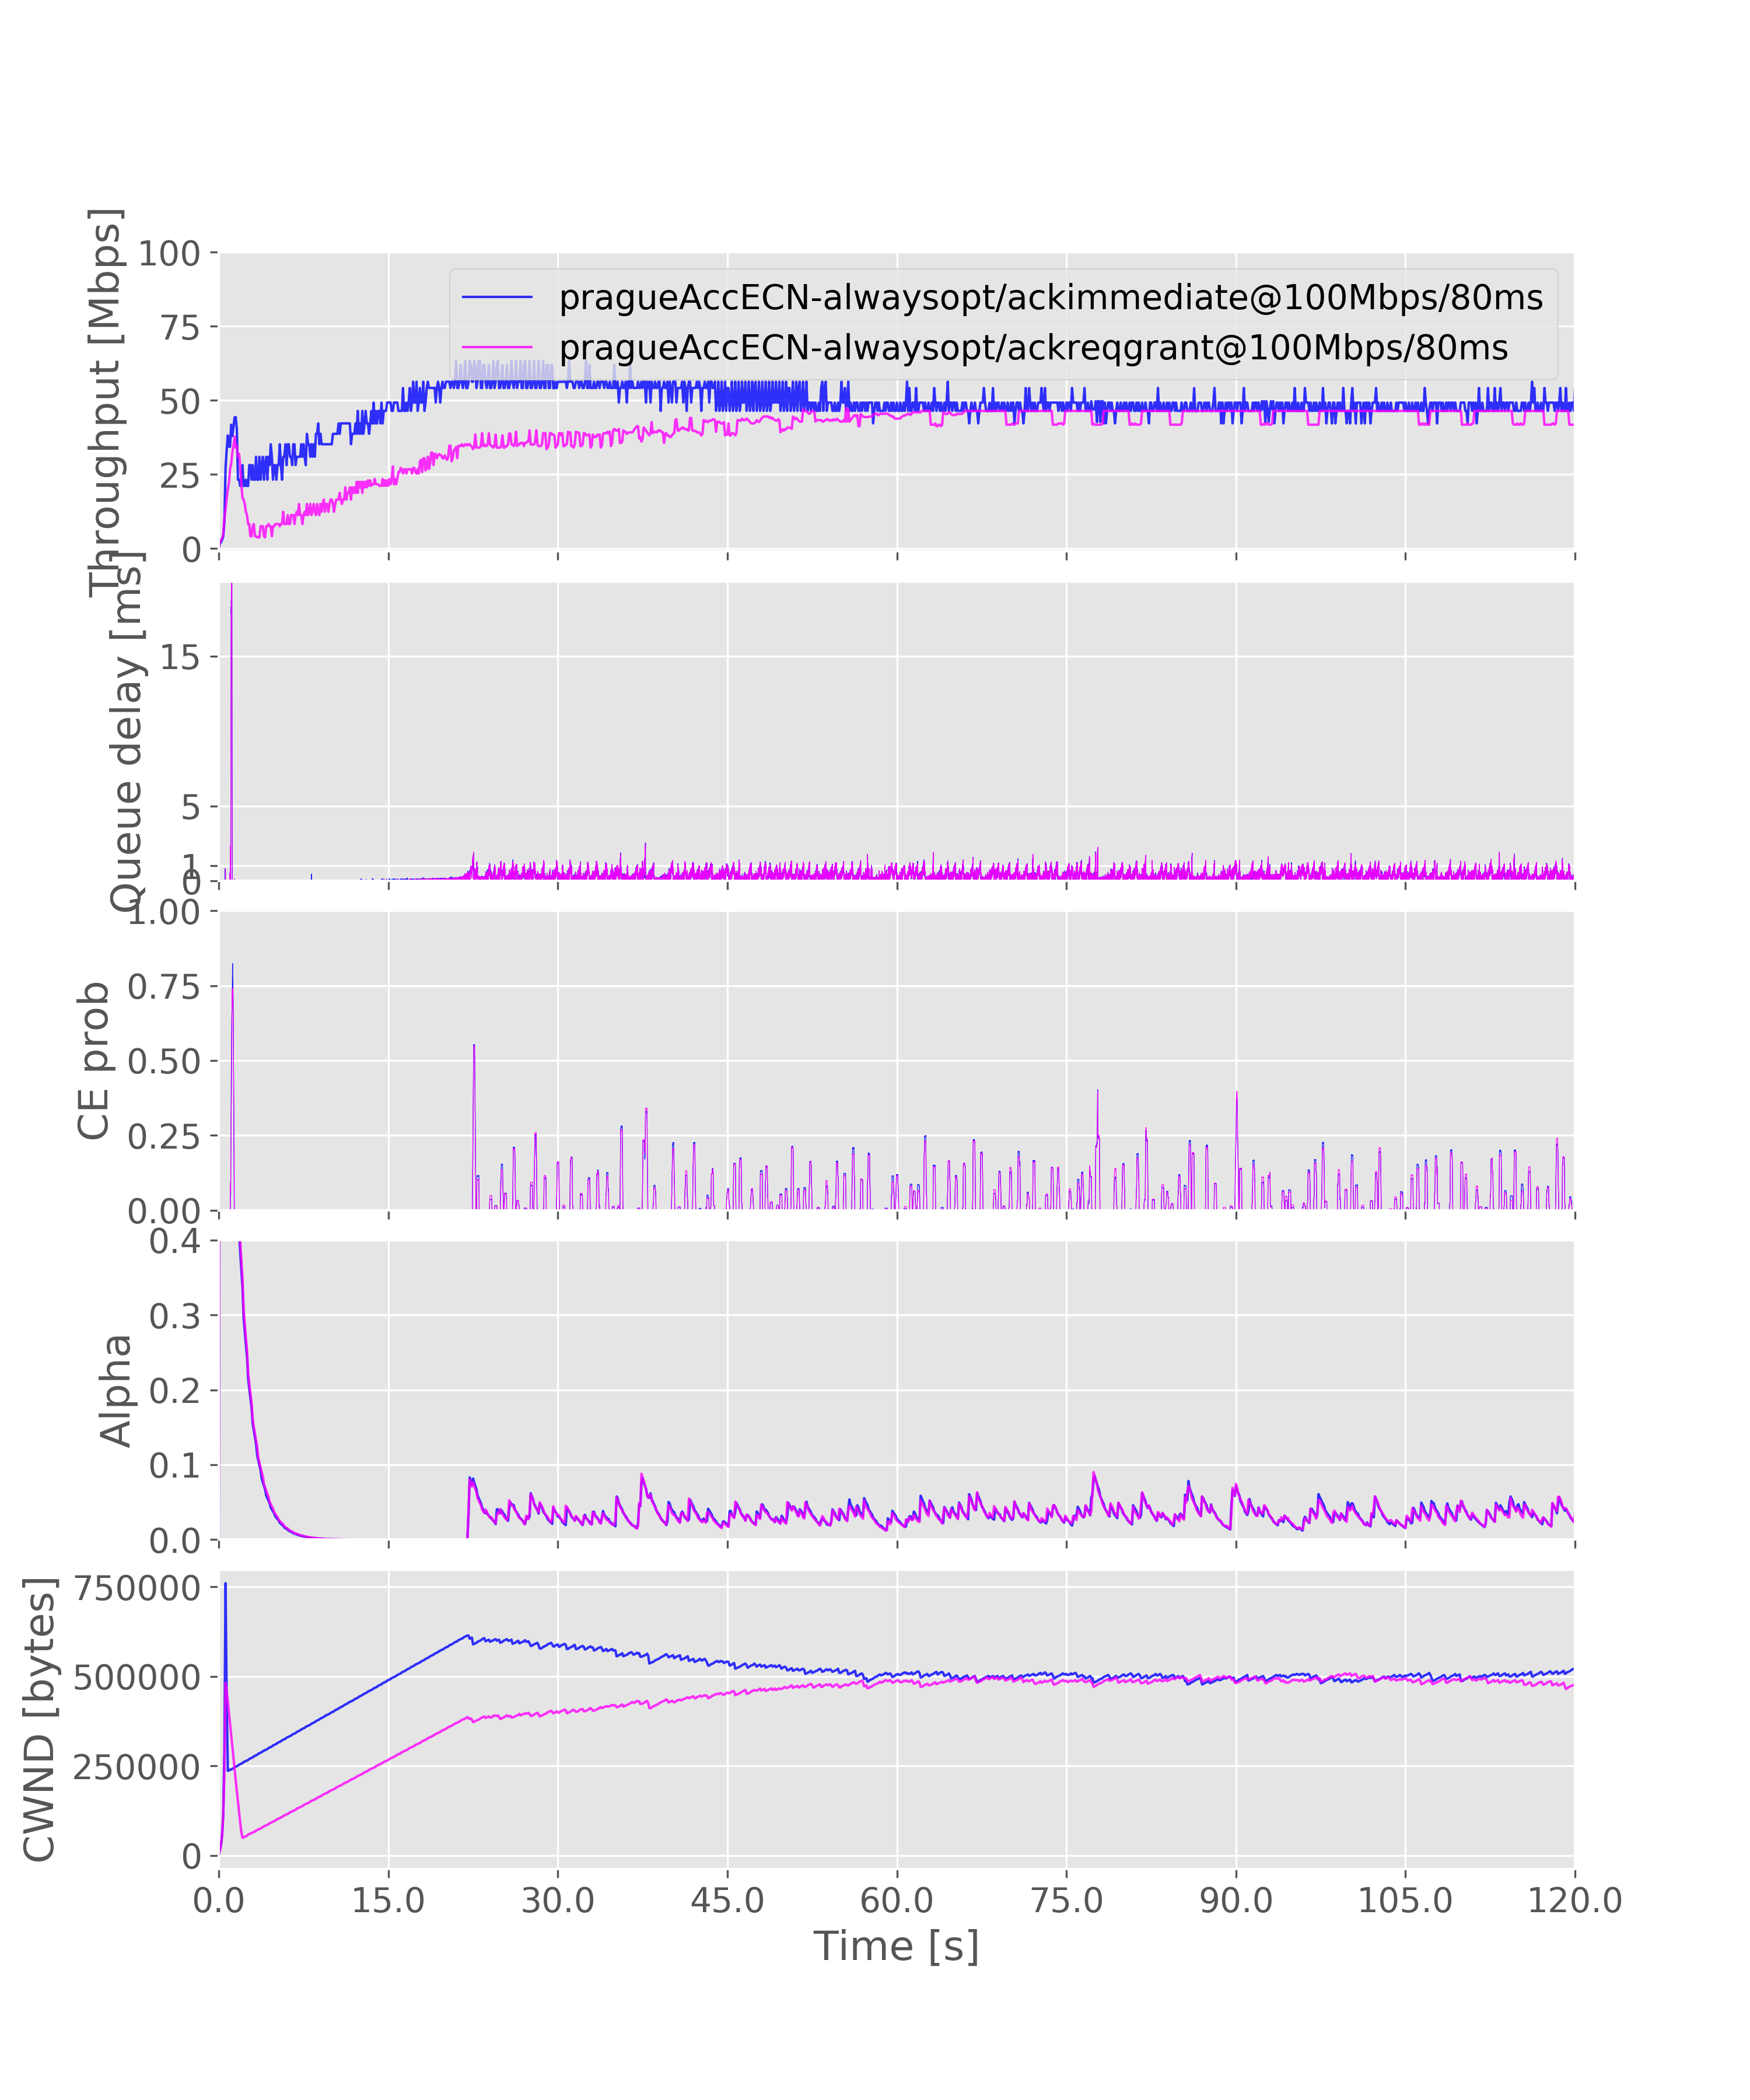 Throughput [Mbps]
100
75
50
25
0
pragueAccECN-alwaysopt/ackimmediate@100Mbps/80ms
pragueAccECN-alwaysopt/ackreqgrant@100Mbps/80ms
Queue delay [ms]
15
5
1
0
CE prob
1.00
0.75
0.50
0.25
0.00
Alpha
0.4
0.3
0.2
0.1
0.0
CWND [bytes]
750000
500000
250000
0
0.0 15.0 30.0 45.0 60.0 75.0 90.0 105.0 120.0
Time [s]